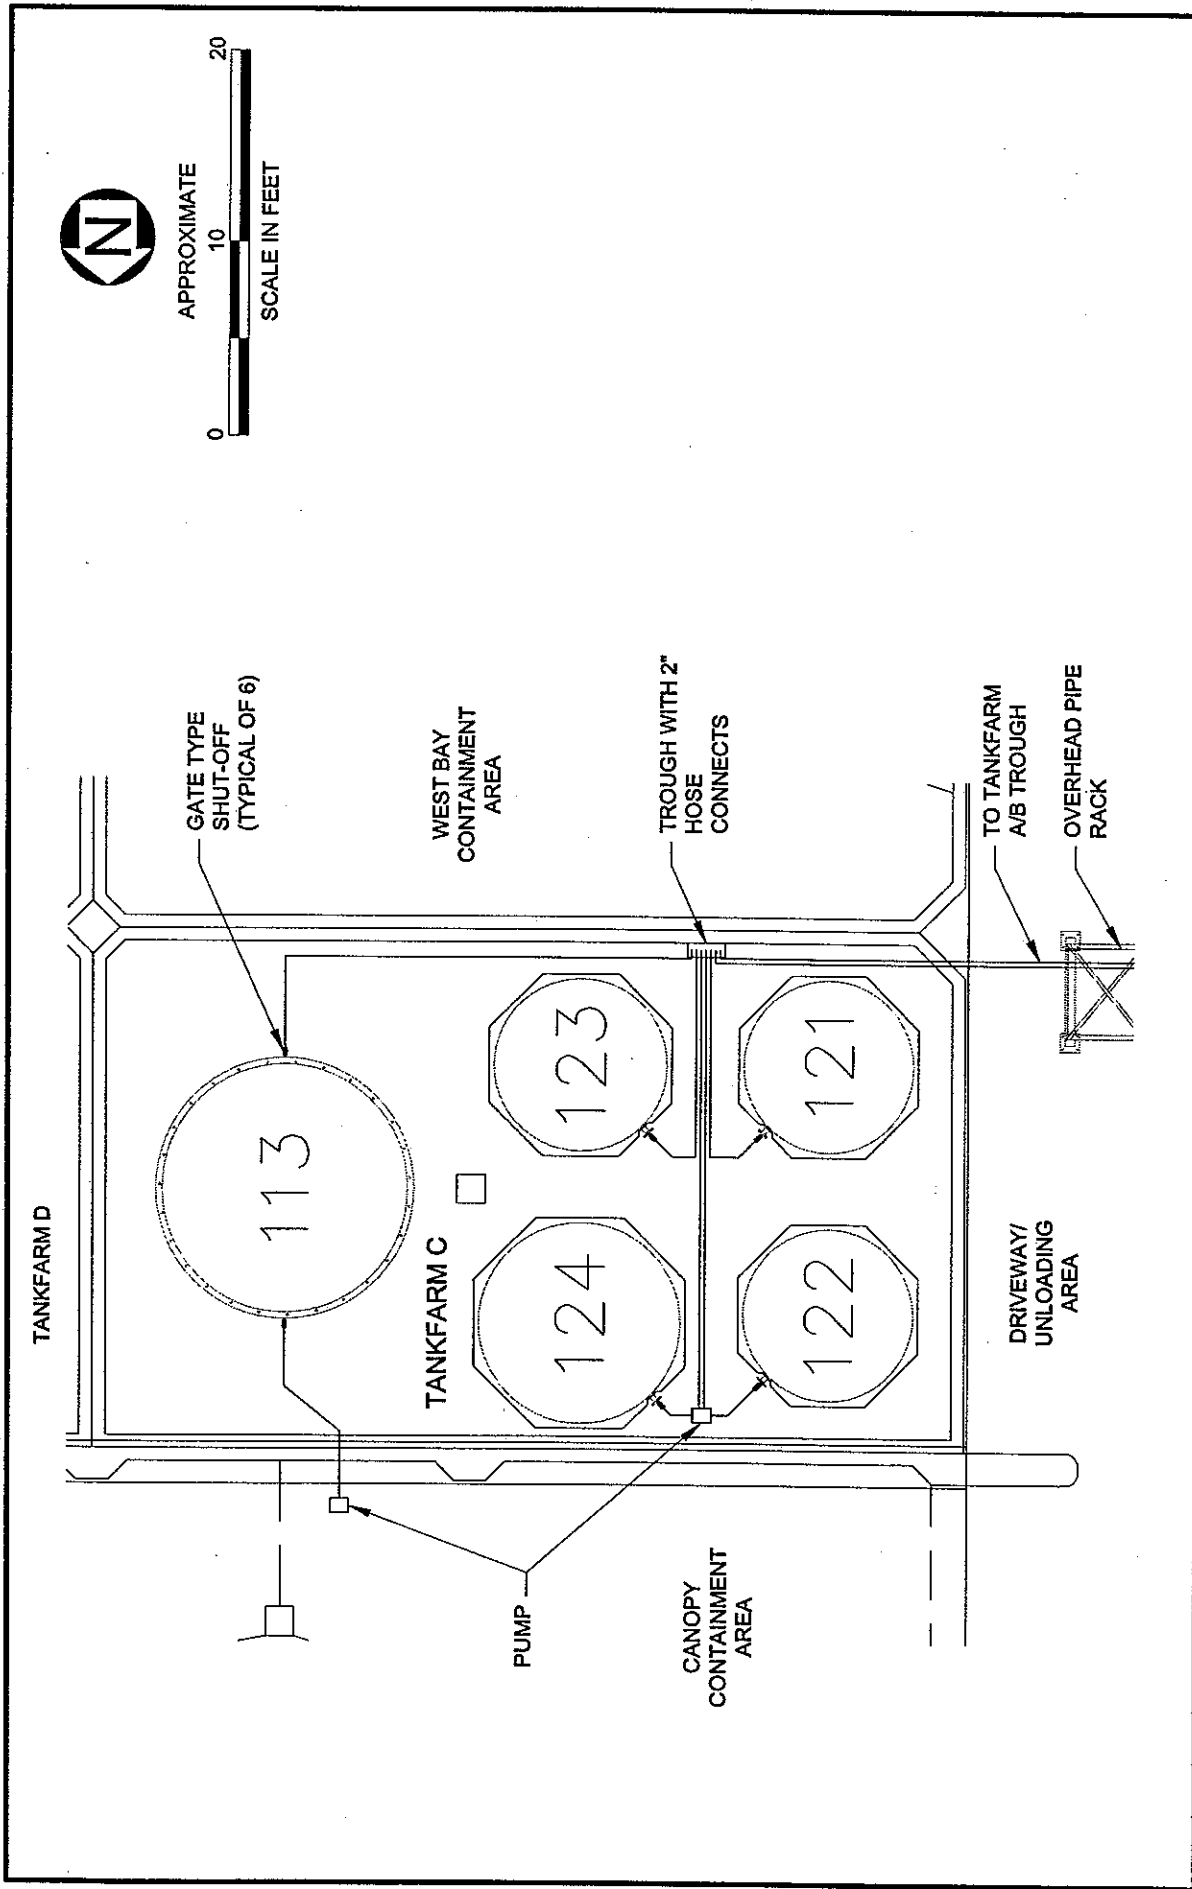 N
APPROXIMATE
0 10 20
SCALE IN FEET
TANKFARM D
GATE TYPE
SHUT-OFF
(TYPICAL OF 6)
113
WEST BAY
CONTAINMENT
AREA
TANKFARM C
124
123
TROUGH WITH 2"
HOSE
CONNECTS
PUMP
122
121
CANOPY
CONTAINMENT
AREA
DRIVEWAY/
UNLOADING
AREA
TO TANKFARM
A/B TROUGH
OVERHEAD PIPE
RACK